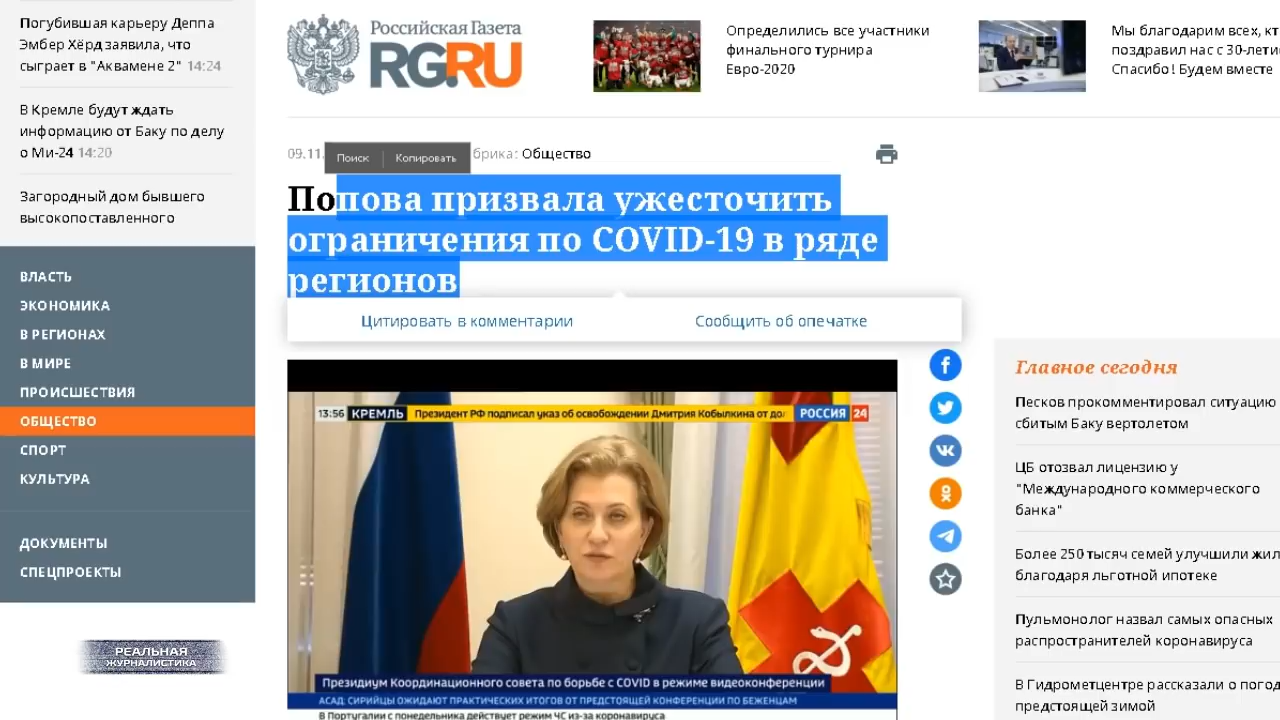 Погубившая карьеру Деппа
Эмбер Хёрд заявила, что
сыграет в "Аквамене 2" 14:24
В Кремле будут ждать
информацию от Баку по делу
о Ми-24 14:20
Загородный дом бывшего
высокопоставленного
ВЛАСТЬ
ЭКОНОМИКА
В РЕГИОНАХ
В МИРЕ
ПРОИСШЕСТВИЯ
ОБЩЕСТВО
СПОРТ
КУЛЬТУРА
ДОКУМЕНТЫ
СПЕЦПРОЕКТЫ
РЕАЛЬНАЯ
ЖУРНАЛИСТИКА
Российская Газета
RG.RU
Определились все участники
финального турнира
Евро-2020
Мы благодарим всех, кт
поздравил нас с 30-лети
Спасибо! Будем вместе
09.11. Поиск Копировать брика: Общество
Попова призвала ужесточить
ограничения по COVID-19 в ряде
регионов
Цитировать в комментарии Сообщить об опечатке
13:56 КРЕМЛЬ Президент РФ подписал указ об освобождении Дмитрия Кобылкина от до РОССИЯ 24
Президиум Координационного совета по борьбе с COVID в режиме видеоконференции
АСАД: СИРИЙЦЫ ОЖИДАЮТ ПРАКТИЧЕСКИХ ИТОГОВ ОТ ПРЕДСТОЯЩЕЙ КОНФЕРЕНЦИИ ПО БЕЖЕНЦАМ
В Португалии с понедельника действует режим ЧС из-за коронавируса
Главное сегодня
Песков прокомментировал ситуацию
сбитым Баку вертолетом
ЦБ отозвал лицензию у
"Международного коммерческого
банка"
Более 250 тысяч семей улучшили жил
благодаря льготной ипотеке
Пульмонолог назвал самых опасных
распространителей коронавируса
В Гидрометцентре рассказали о погод
предстоящей зимой